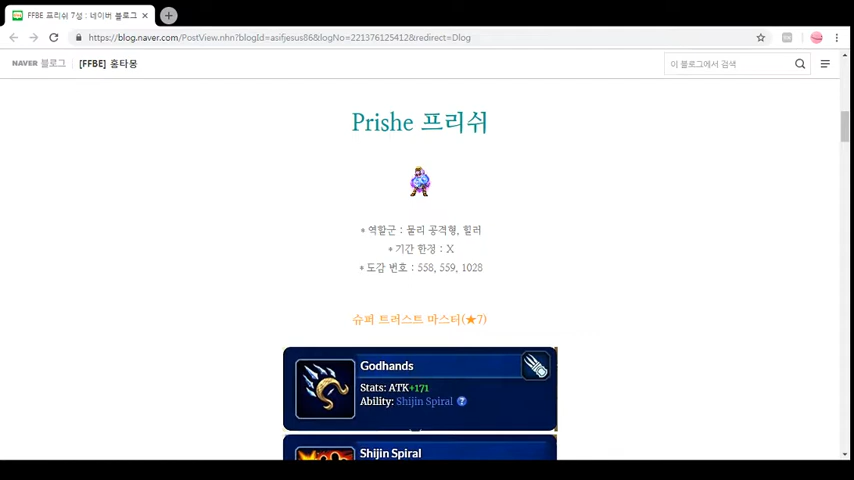 FFBE 프리쉬 7성 : 네이버 블로그
https://blog.naver.com/PostView.nhn?blogId=asifjesus86&logNo=221376125412&redirect=Dlog
NAVER 블로그 | [FFBE] 홍타몽
이 블로그에서 검색
Prishe 프리쉬
* 역할군 : 물리 공격형, 힐러
* 기간 한정 : X
* 도감 번호 : 558, 559, 1028
슈퍼 트러스트 마스터(★7)
Godhands
Stats: ATK+171
Ability: Shijin Spiral ?
Shijin Spiral